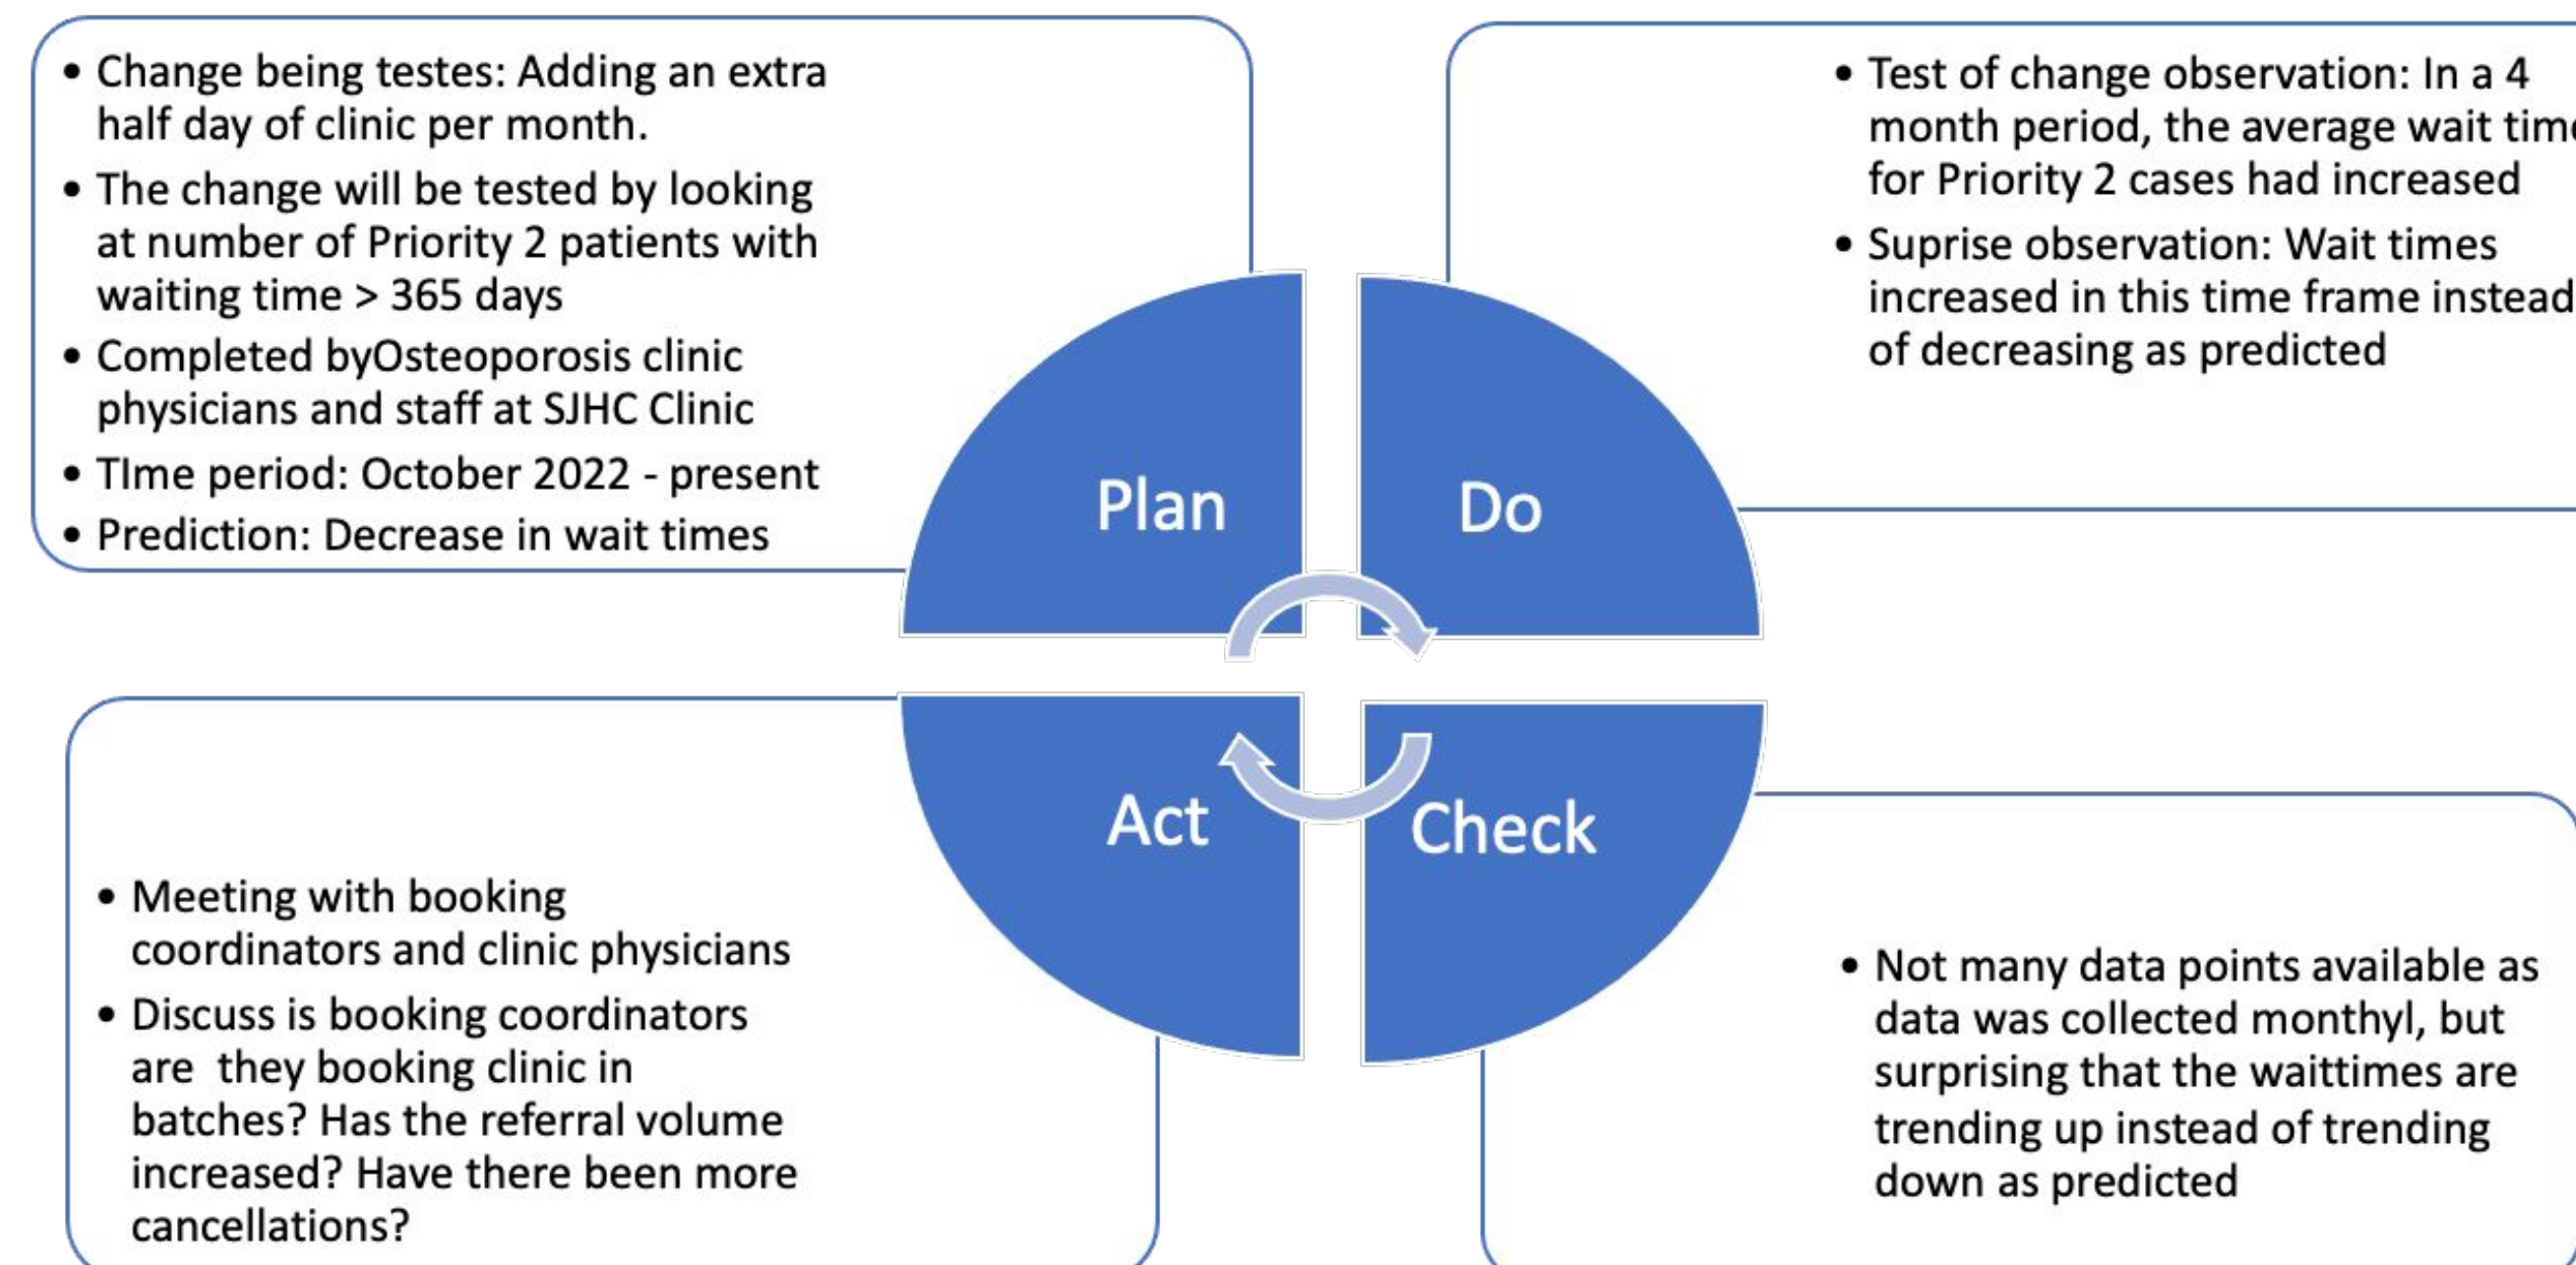 • Change being testes: Adding an extra
half day of clinic per month.
• The change will be tested by looking
at number of Priority 2 patients with
waiting time > 365 days
• Completed byOsteoporosis clinic
physicians and staff at SJHC Clinic
• TIme period: October 2022 - present
• Prediction: Decrease in wait times
• Test of change observation: In a 4
month period, the average wait time
for Priority 2 cases had increased
• Suprise observation: Wait times
increased in this time frame instead
of decreasing as predicted
Plan
Do
Act
Check
• Meeting with booking
coordinators and clinic physicians
• Discuss is booking coordinators
are they booking clinic in
batches? Has the referral volume
increased? Have there been more
cancellations?
• Not many data points available as
data was collected monthyl, but
surprising that the waittimes are
trending up instead of trending
down as predicted